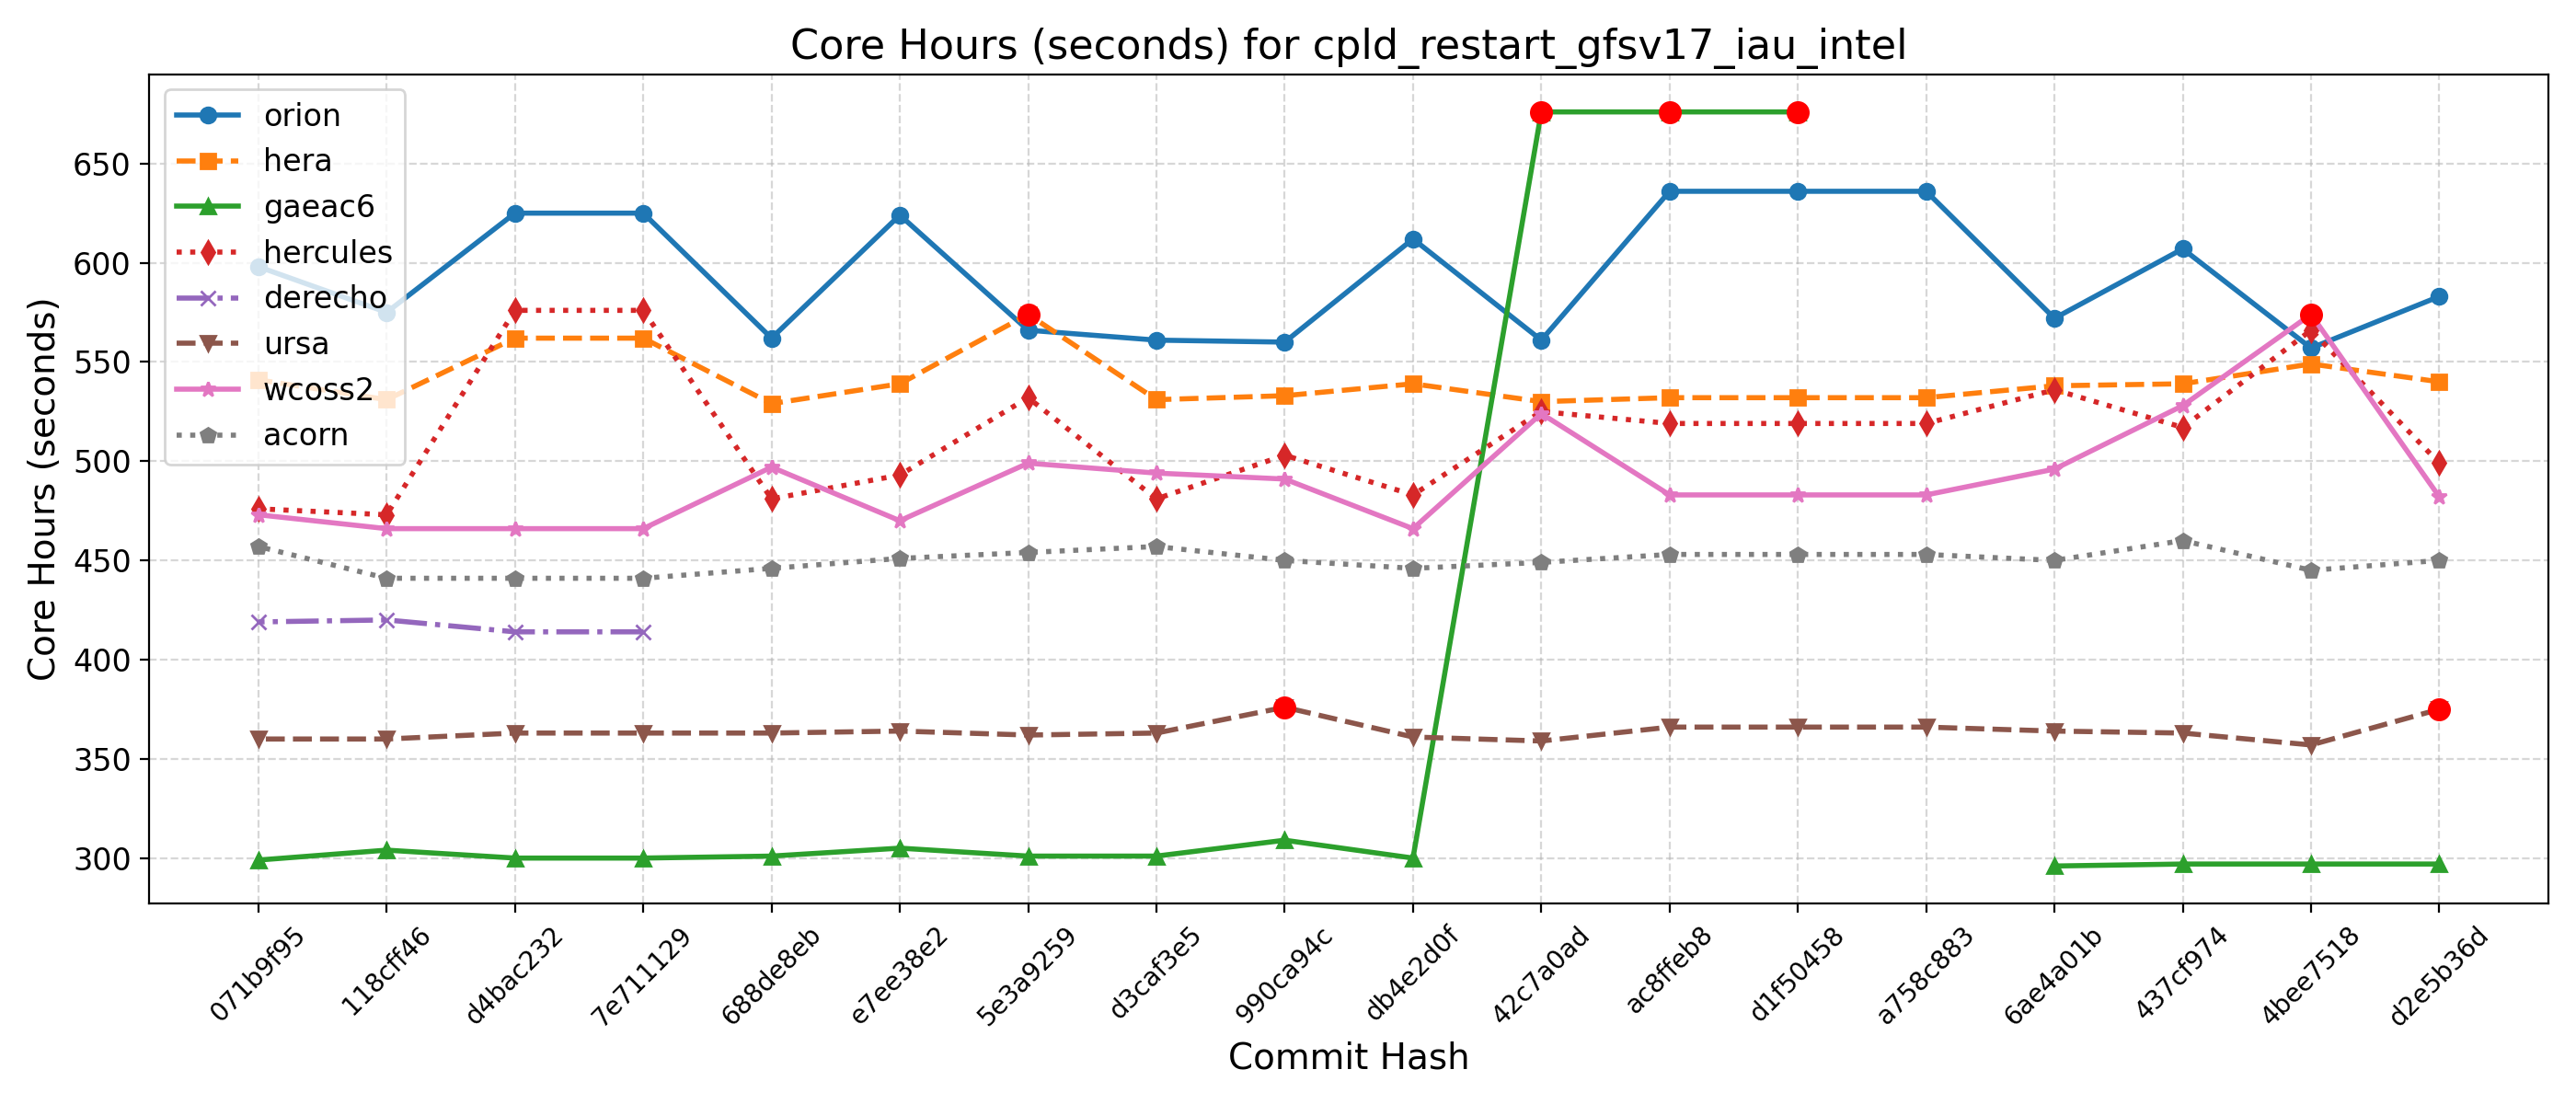 Core Hours (seconds) for cpld_restart_gfsv17_iau_intel
orion
hera
gaeac6
hercules
derecho
ursa
wcoss2
acorn
Core Hours (seconds)
650
600
550
500
450
400
350
300
071b9f95
118cff46
d4bac232
7e711129
688de8eb
e7ee38e2
5e3a9259
d3caf3e5
990ca94c
db4e2d0f
42c7a0ad
ac8ffeb8
d1f50458
a758c883
6ae4a01b
437cf974
4bee7518
d2e5b36d
Commit Hash